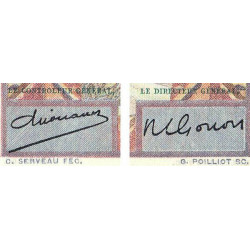 LE CONTROLEUR GÉNÉRAL,
LE DIRECTEUR GÉNÉRAL,
C. SERVEAU FEC.
G. POILLIOT SC.